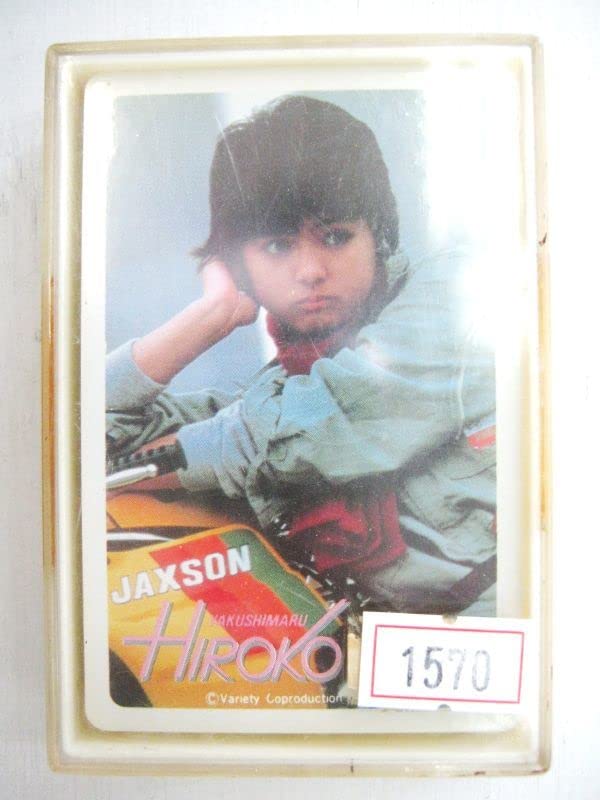 JAXSON
YAKUSHIMARU
HIROKO
©Variety Coproduction
1570